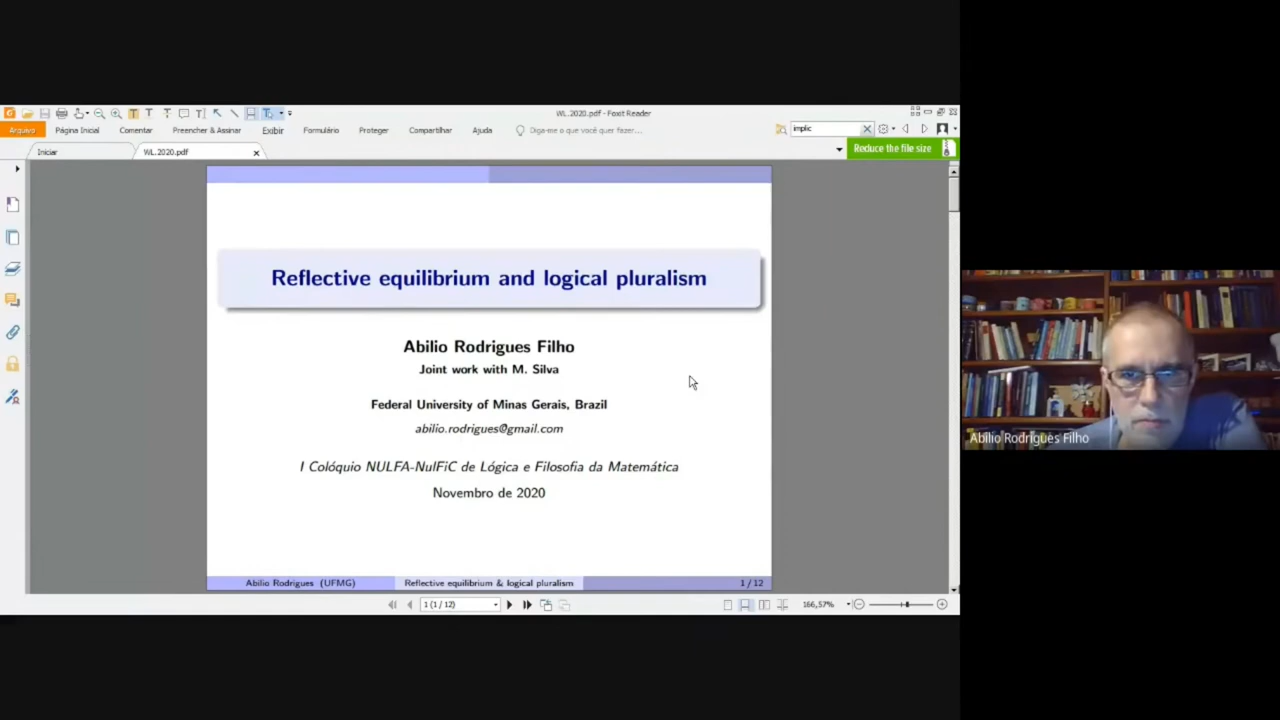 WL.2020.pdf - Foxit Reader
Arquivo Página Inicial Comentar Preencher & Assinar Exibir Formulário Proteger Compartilhar Ajuda Diga-me o que você quer fazer... implic
Iniciar WL.2020.pdf Reduce the file size
Reflective equilibrium and logical pluralism
Abilio Rodrigues Filho
Joint work with M. Silva
Federal University of Minas Gerais, Brazil
abilio.rodrigues@gmail.com
I Colóquio NULFA-NulFiC de Lógica e Filosofia da Matemática
Novembro de 2020
Abilio Rodrigues (UFMG) Reflective equilibrium & logical pluralism 1 / 12
1 (1 / 12) 166,57%
Abilio Rodrigues Filho